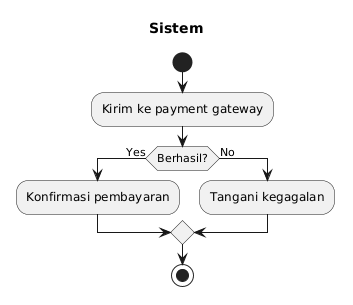 Sistem
Kirim ke payment gateway
Berhasil?
Yes
No
Konfirmasi pembayaran
Tangani kegagalan